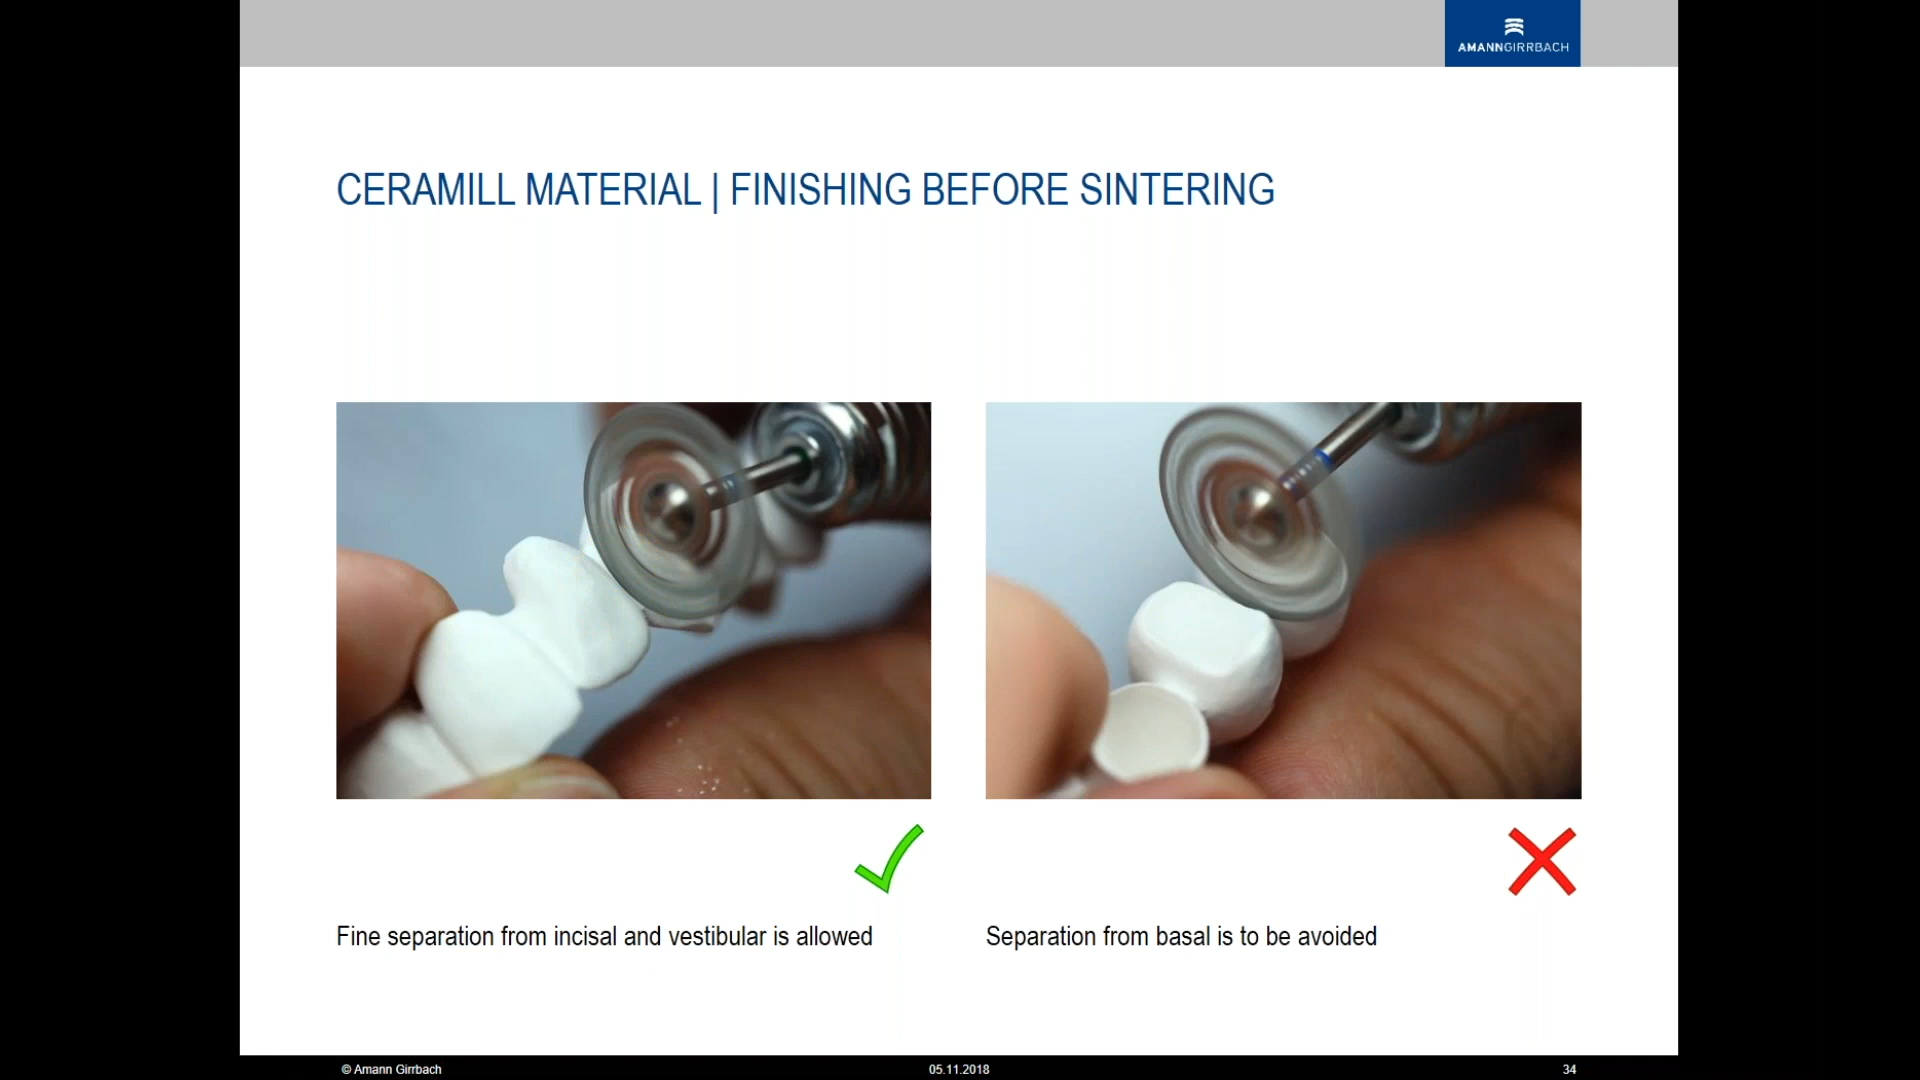 AMANNGIRRBACH
CERAMILL MATERIAL | FINISHING BEFORE SINTERING
Fine separation from incisal and vestibular is allowed
Separation from basal is to be avoided
© Amann Girrbach
05.11.2018
34